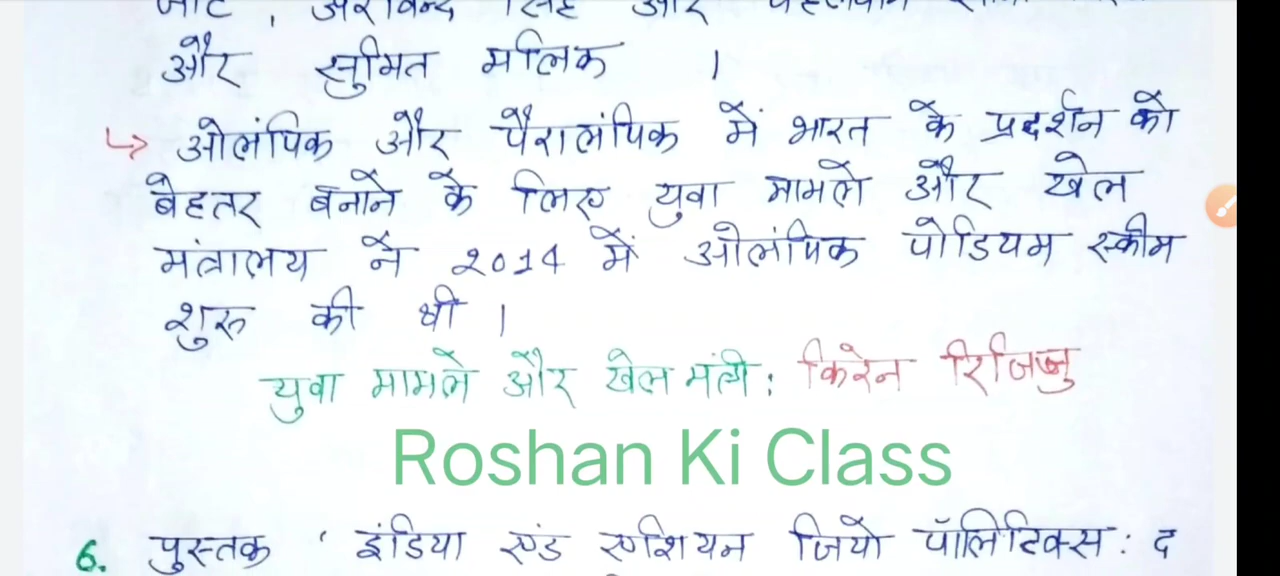 और सुमित मलिक ।
↳ ओलंपिक और पैरालंपिक में भारत के प्रदर्शन को
बेहतर बनाने के लिए युवा मामले और खेल
मंत्रालय ने २०14 में ओलंपिक पोडियम स्कीम
शुरू की थी ।
युवा मामले और खेल मंत्री : किरेन रिजिजु
Roshan Ki Class
6. पुस्तक ' इंडिया एंड एशियन जियो पॉलिटिक्स : द